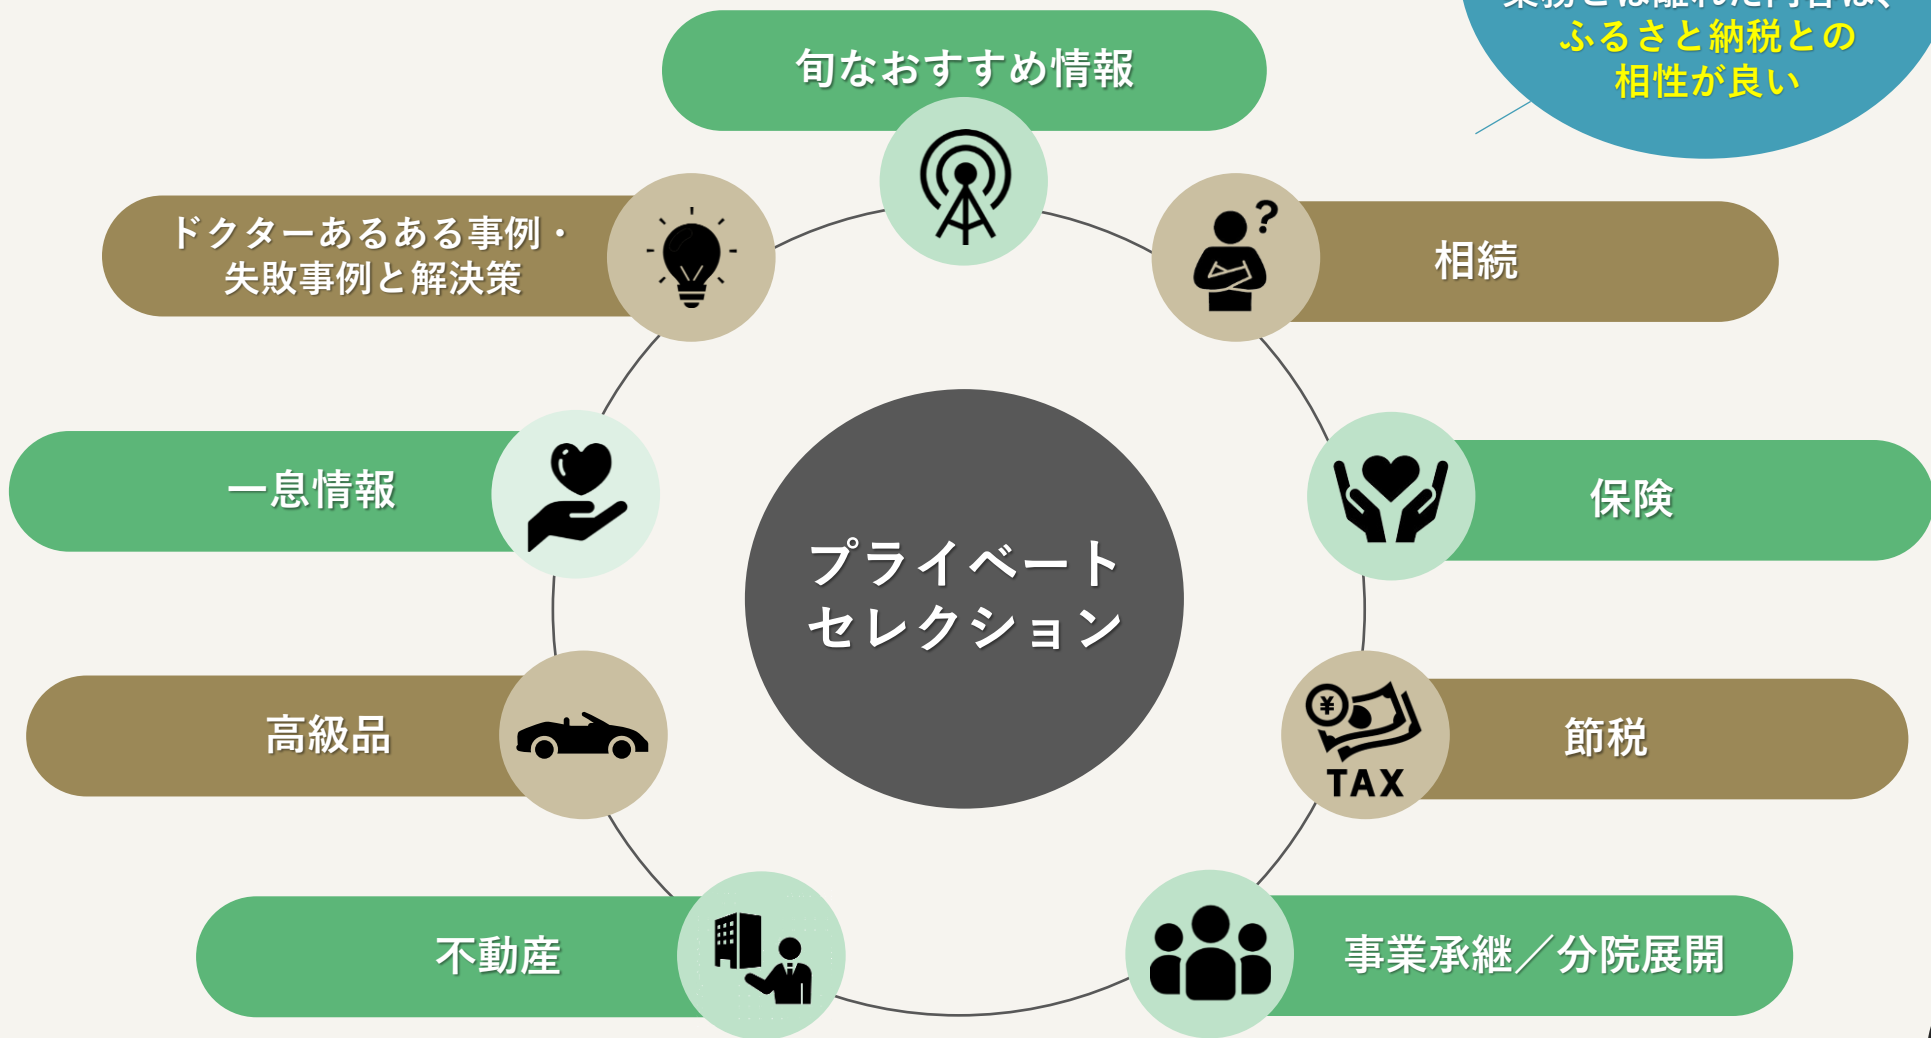 旬なおすすめ情報
ふるさと納税との
相性が良い
ドクターあるある事例・
失敗事例と解決策
相続
一息情報
保険
プライベート
セレクション
高級品
節税
TAX
不動産
事業承継／分院展開